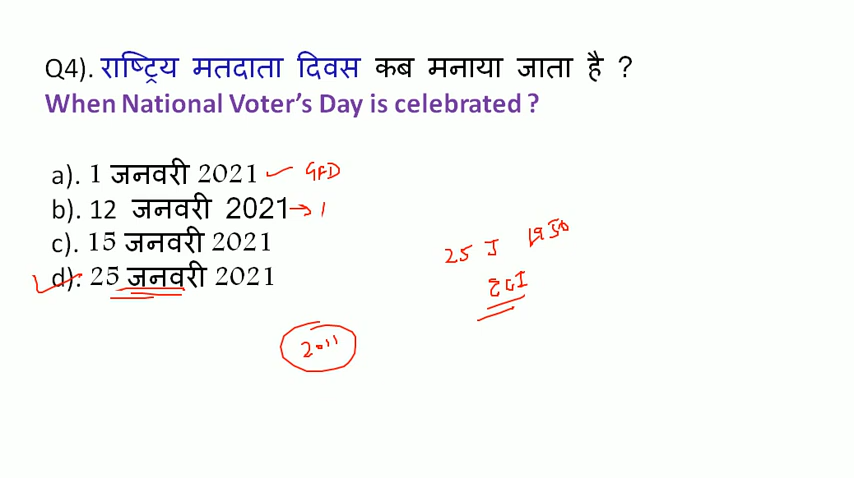 Q4). राष्ट्रिय मतदाता दिवस कब मनाया जाता है ?
When National Voter's Day is celebrated ?
a). 1 जनवरी 2021 GFD
b). 12 जनवरी 2021 → 1
c). 15 जनवरी 2021
25 J 1950
d). 25 जनवरी 2021
ECI
2011